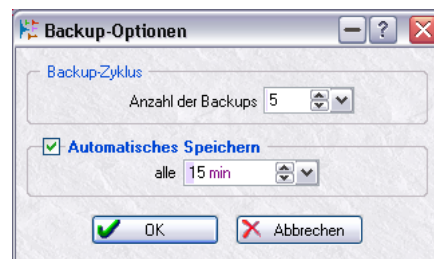 Backup-Optionen
Backup-Zyklus
Anzahl der Backups 5
Automatisches Speichern
alle 15 min
OK Abbrechen